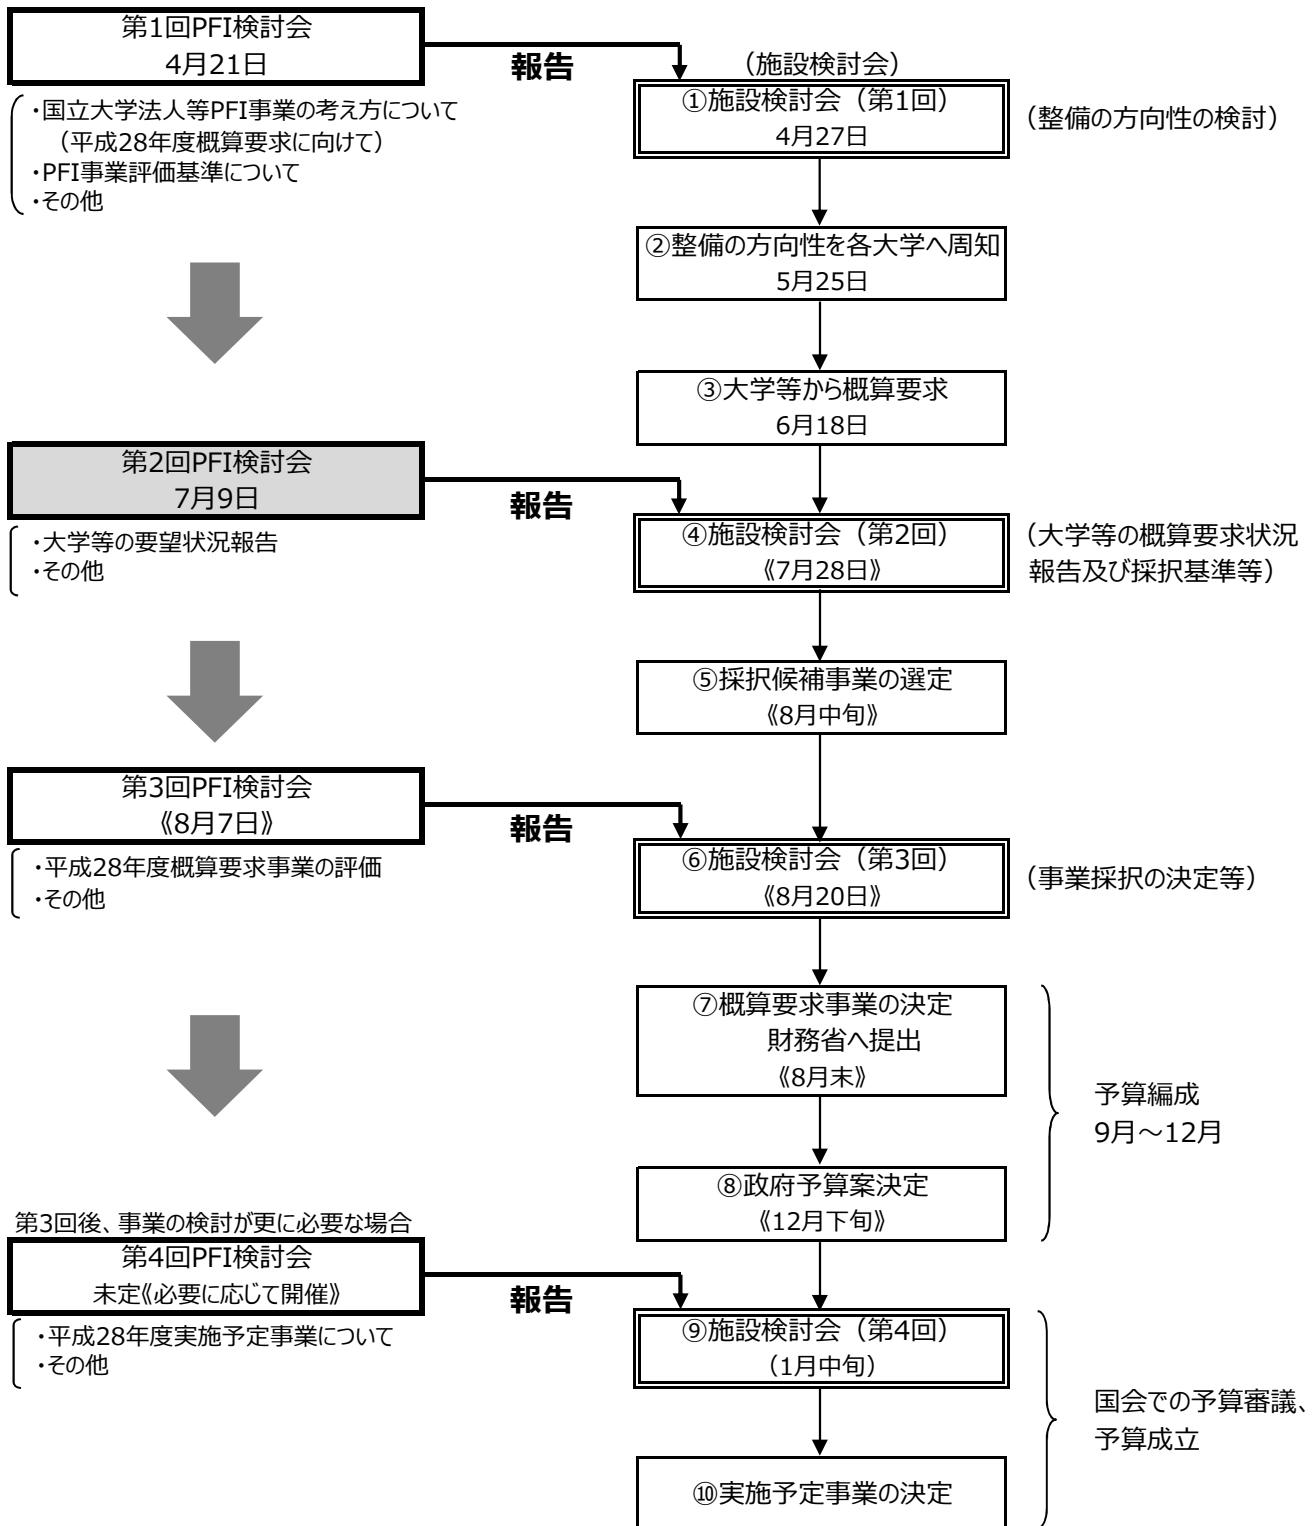 第1回PFI検討会
4月21日
・国立大学法人等PFI事業の考え方について
（平成28年度概算要求に向けて）
・PFI事業評価基準について
・その他
報告
（施設検討会）
①施設検討会（第1回）
4月27日
（整備の方向性の検討）
②整備の方向性を各大学へ周知
5月25日
③大学等から概算要求
6月18日
第2回PFI検討会
7月9日
・大学等の要望状況報告
・その他
報告
④施設検討会（第2回）
《7月28日》
（大学等の概算要求状況
報告及び採択基準等）
⑤採択候補事業の選定
《8月中旬》
第3回PFI検討会
《8月7日》
・平成28年度概算要求事業の評価
・その他
報告
⑥施設検討会（第3回）
《8月20日》
（事業採択の決定等）
⑦概算要求事業の決定
財務省へ提出
《8月末》
予算編成
9月～12月
⑧政府予算案決定
《12月下旬》
第3回後、事業の検討が更に必要な場合
第4回PFI検討会
未定《必要に応じて開催》
・平成28年度実施予定事業について
・その他
報告
⑨施設検討会（第4回）
（1月中旬）
国会での予算審議、
予算成立
⑩実施予定事業の決定